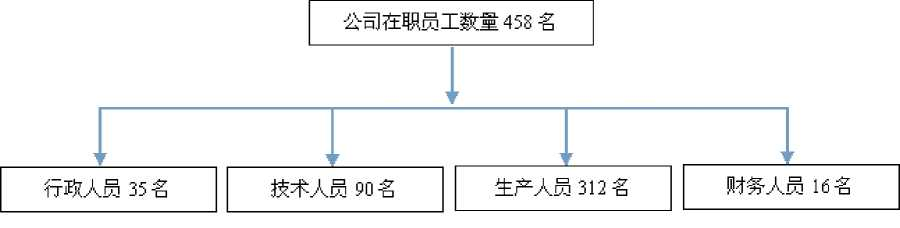 公司在职员工数量 458 名
行政人员 35 名
技术人员 90 名
生产人员 312 名
财务人员 16 名